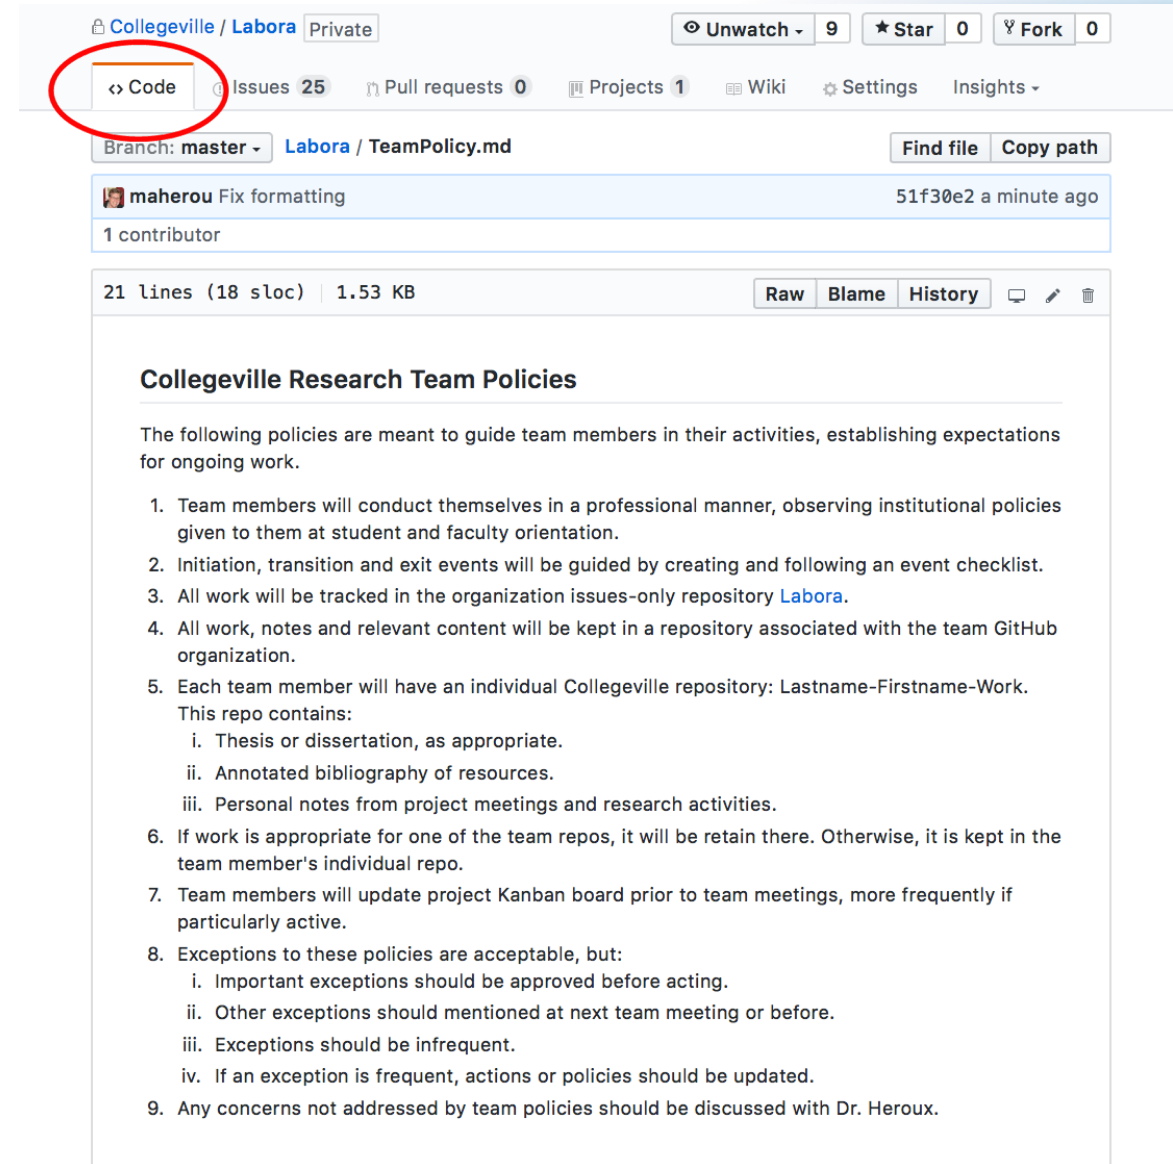 Collegeville / Labora Private Unwatch 9 Star 0 Fork 0
Code Issues 25 Pull requests 0 Projects 1 Wiki Settings Insights
Branch: master Labora / TeamPolicy.md Find file Copy path
maherou Fix formatting 51f30e2 a minute ago
1 contributor
21 lines (18 sloc) 1.53 KB Raw Blame History
Collegeville Research Team Policies
The following policies are meant to guide team members in their activities, establishing expectations
for ongoing work.
1. Team members will conduct themselves in a professional manner, observing institutional policies
given to them at student and faculty orientation.
2. Initiation, transition and exit events will be guided by creating and following an event checklist.
3. All work will be tracked in the organization issues-only repository Labora.
4. All work, notes and relevant content will be kept in a repository associated with the team GitHub
organization.
5. Each team member will have an individual Collegeville repository: Lastname-Firstname-Work.
This repo contains:
i. Thesis or dissertation, as appropriate.
ii. Annotated bibliography of resources.
iii. Personal notes from project meetings and research activities.
6. If work is appropriate for one of the team repos, it will be retain there. Otherwise, it is kept in the
team member's individual repo.
7. Team members will update project Kanban board prior to team meetings, more frequently if
particularly active.
8. Exceptions to these policies are acceptable, but:
i. Important exceptions should be approved before acting.
ii. Other exceptions should mentioned at next team meeting or before.
iii. Exceptions should be infrequent.
iv. If an exception is frequent, actions or policies should be updated.
9. Any concerns not addressed by team policies should be discussed with Dr. Heroux.